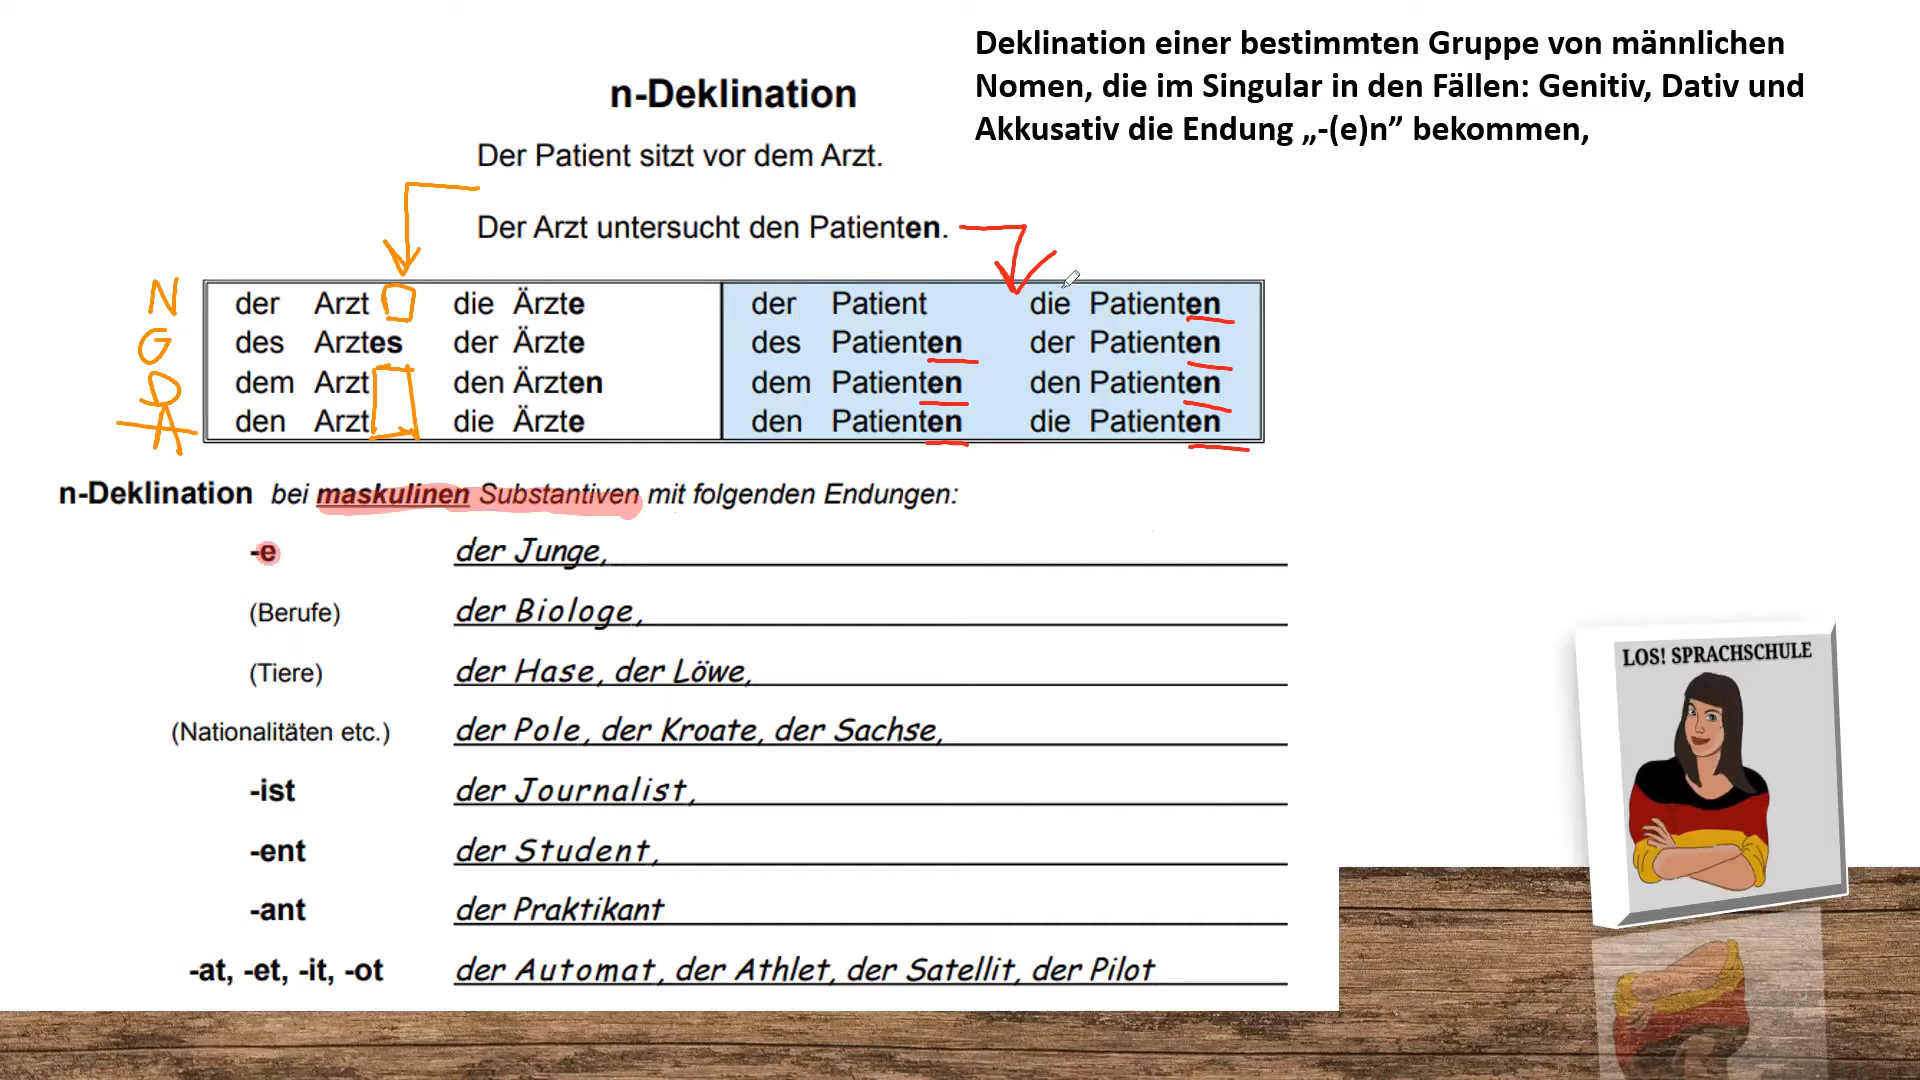 Deklination einer bestimmten Gruppe von männlichen
Nomen, die im Singular in den Fällen: Genitiv, Dativ und
Akkusativ die Endung „-(e)n” bekommen,
n-Deklination
Der Patient sitzt vor dem Arzt.
Der Arzt untersucht den Patienten.
N der Arzt die Ärzte der Patient die Patienten
G des Arztes der Ärzte des Patienten der Patienten
D dem Arzt den Ärzten dem Patienten den Patienten
A den Arzt die Ärzte den Patienten die Patienten
n-Deklination bei maskulinen Substantiven mit folgenden Endungen:
-e der Junge,
(Berufe) der Biologe,
(Tiere) der Hase, der Löwe,
(Nationalitäten etc.) der Pole, der Kroate, der Sachse,
-ist der Journalist,
-ent der Student,
-ant der Praktikant
-at, -et, -it, -ot der Automat, der Athlet, der Satellit, der Pilot
LOS! SPRACHSCHULE